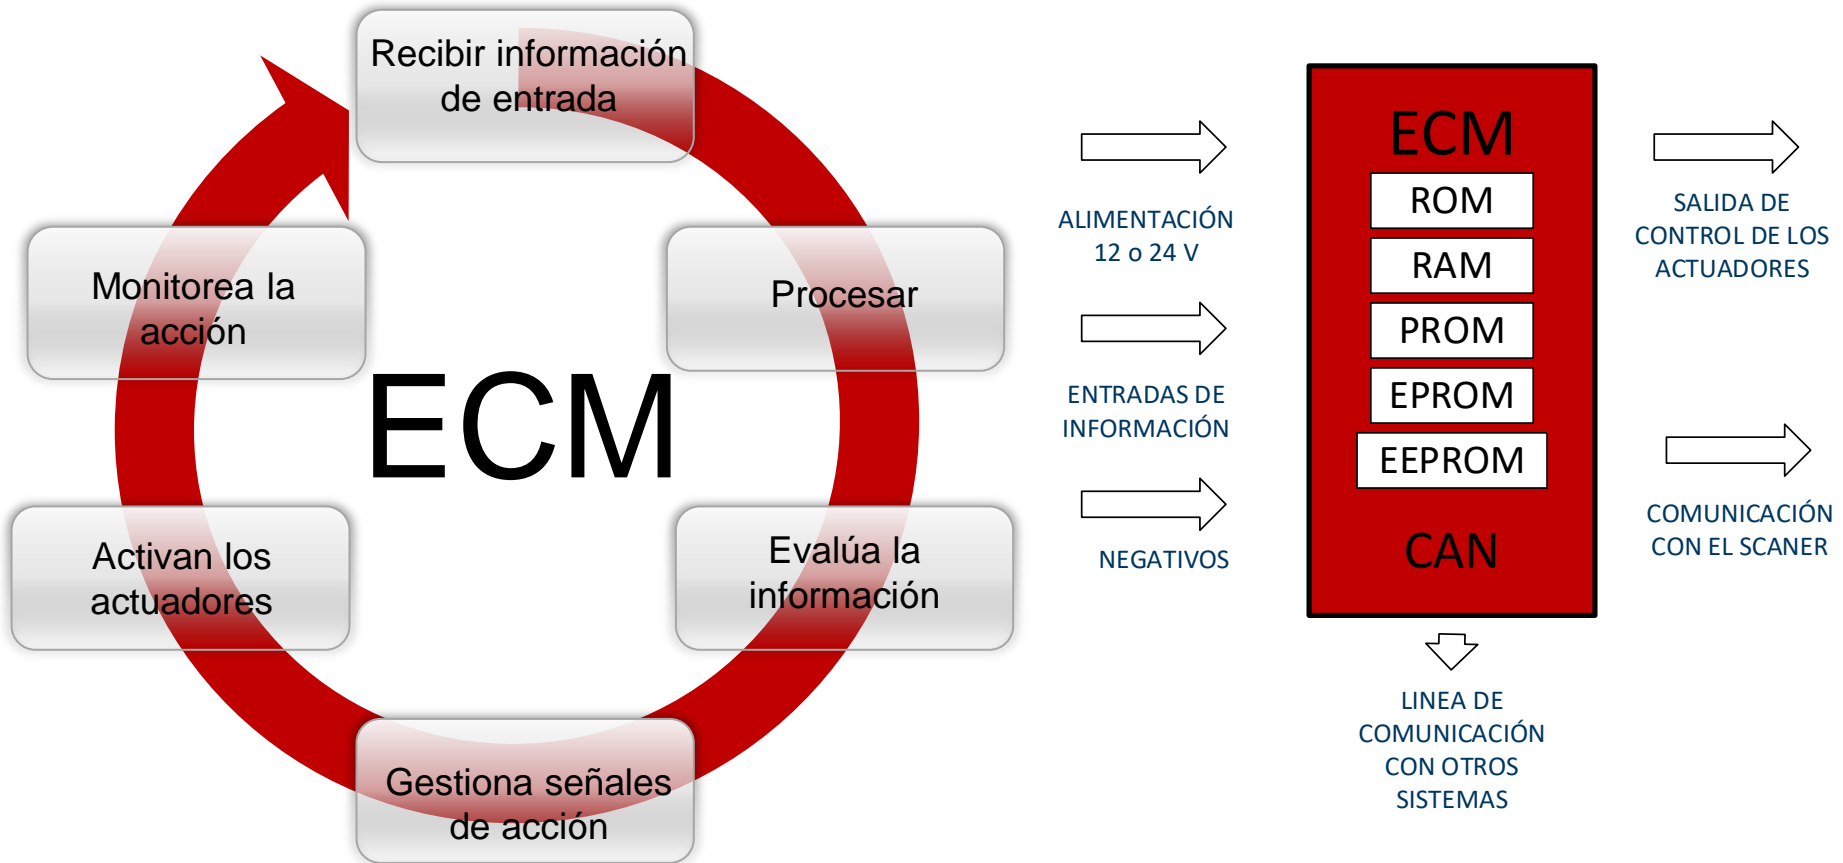 Recibir información
de entrada
Procesar
Evalúa la
información
Gestiona señales
de acción
Activan los
actuadores
Monitorea la
acción
ECM
ALIMENTACIÓN
12 o 24 V
ENTRADAS DE
INFORMACIÓN
NEGATIVOS
ECM
ROM
RAM
PROM
EPROM
EEPROM
CAN
SALIDA DE
CONTROL DE LOS
ACTUADORES
COMUNICACIÓN
CON EL SCANER
LINEA DE
COMUNICACIÓN
CON OTROS
SISTEMAS